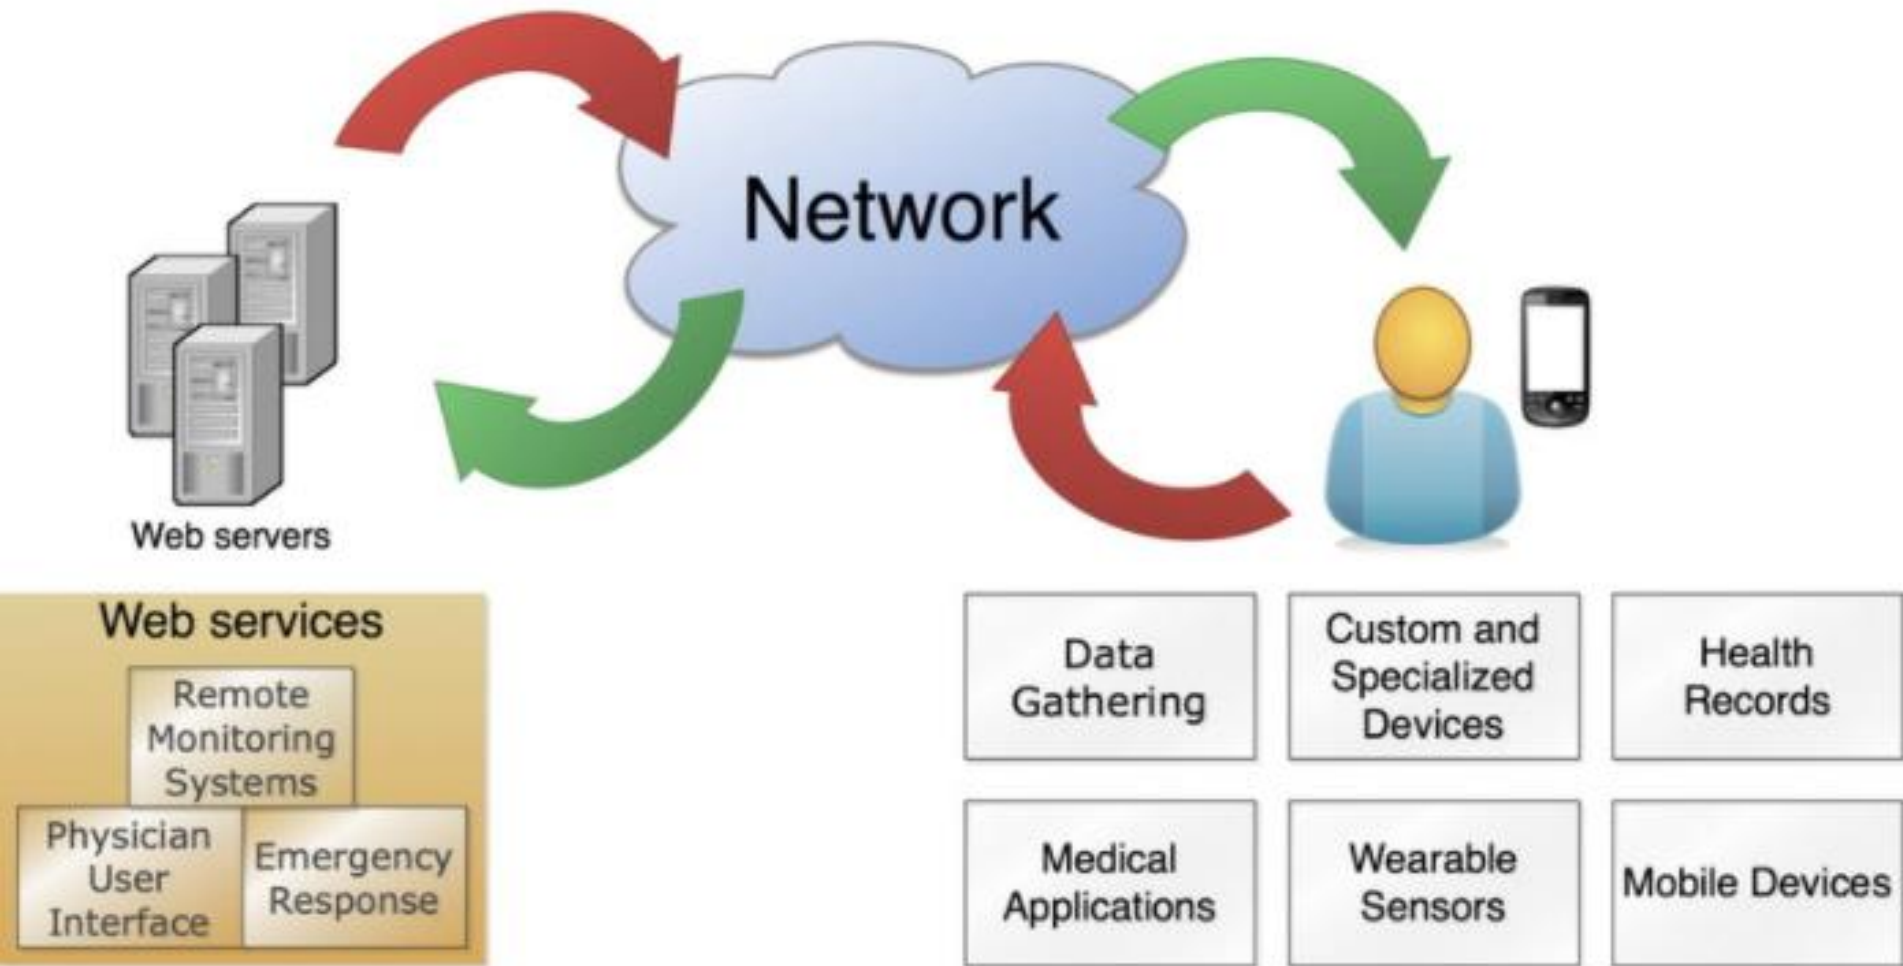 Network
Web servers
Web services
Remote
Monitoring
Systems
Physician
User
Interface
Emergency
Response
Data
Gathering
Custom and
Specialized
Devices
Health
Records
Medical
Applications
Wearable
Sensors
Mobile Devices